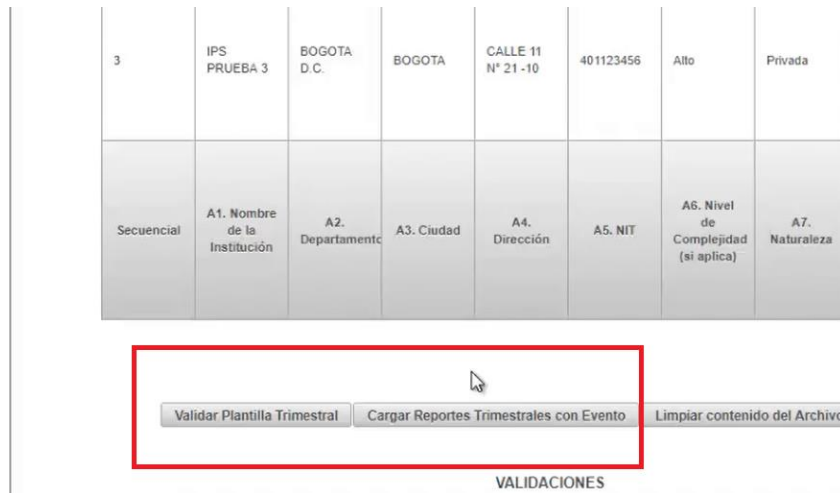 3 IPS PRUEBA 3 BOGOTA D.C. BOGOTA CALLE 11 N° 21 -10 401123456 Alto Privada
Secuencial A1. Nombre de la Institución A2. Departamento A3. Ciudad A4. Dirección A5. NIT A6. Nivel de Complejidad (si aplica) A7. Naturaleza
Validar Plantilla Trimestral Cargar Reportes Trimestrales con Evento Limpiar contenido del Archivo
VALIDACIONES